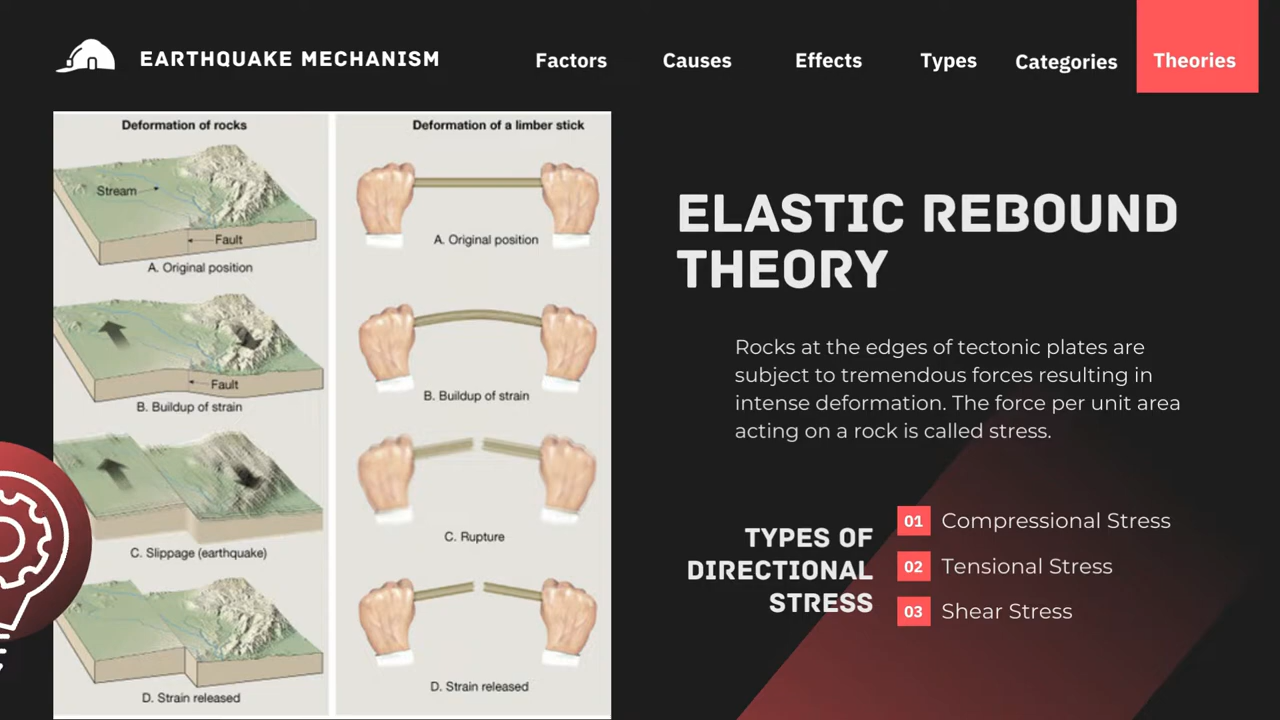 EARTHQUAKE MECHANISM
Factors
Causes
Effects
Types
Categories
Theories
Deformation of rocks
Stream
Fault
A. Original position
Fault
B. Buildup of strain
C. Slippage (earthquake)
D. Strain released
Deformation of a limber stick
A. Original position
B. Buildup of strain
C. Rupture
D. Strain released
ELASTIC REBOUND
THEORY
Rocks at the edges of tectonic plates are
subject to tremendous forces resulting in
intense deformation. The force per unit area
acting on a rock is called stress.
TYPES OF
DIRECTIONAL
STRESS
01 Compressional Stress
02 Tensional Stress
03 Shear Stress